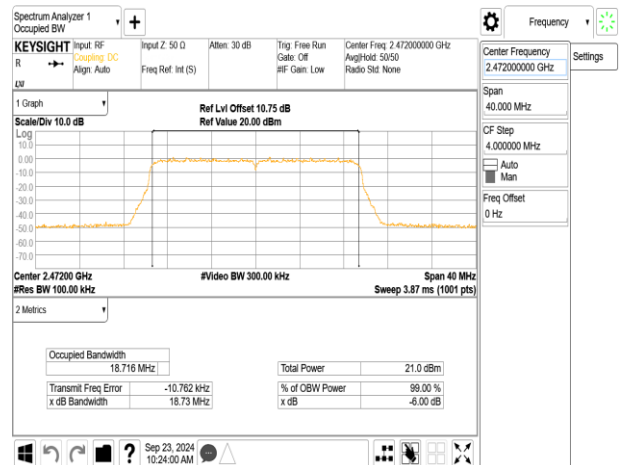 Spectrum Analyzer 1
Occupied BW
Frequency
KEYSIGHT
R
LXI
Input: RF
Coupling: DC
Align: Auto
Input Z: 50 Ω
Freq Ref: Int (S)
Atten: 30 dB
Trig: Free Run
Gate: Off
#IF Gain: Low
Center Freq: 2.472000000 GHz
Avg|Hold: 50/50
Radio Std: None
Center Frequency
2.472000000 GHz
Settings
Span
40.000 MHz
CF Step
4.000000 MHz
Auto
Man
Freq Offset
0 Hz
1 Graph
Scale/Div 10.0 dB
Ref Lvl Offset 10.75 dB
Ref Value 20.00 dBm
Log
10.0
0.00
-10.0
-20.0
-30.0
-40.0
-50.0
-60.0
-70.0
Center 2.47200 GHz
#Video BW 300.00 kHz
Span 40 MHz
#Res BW 100.00 kHz
Sweep 3.87 ms (1001 pts)
2 Metrics
Occupied Bandwidth
18.716 MHz
Total Power 21.0 dBm
Transmit Freq Error -10.762 kHz
% of OBW Power 99.00 %
x dB Bandwidth 18.73 MHz
x dB -6.00 dB
?
Sep 23, 2024
10:24:00 AM